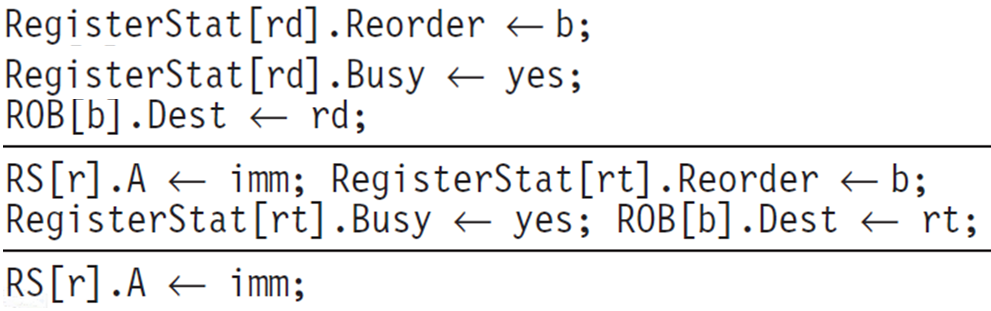 RegisterStat[rd].Reorder ← b;
RegisterStat[rd].Busy ← yes;
ROB[b].Dest ← rd;
RS[r].A ← imm; RegisterStat[rt].Reorder ← b;
RegisterStat[rt].Busy ← yes; ROB[b].Dest ← rt;
RS[r].A ← imm;